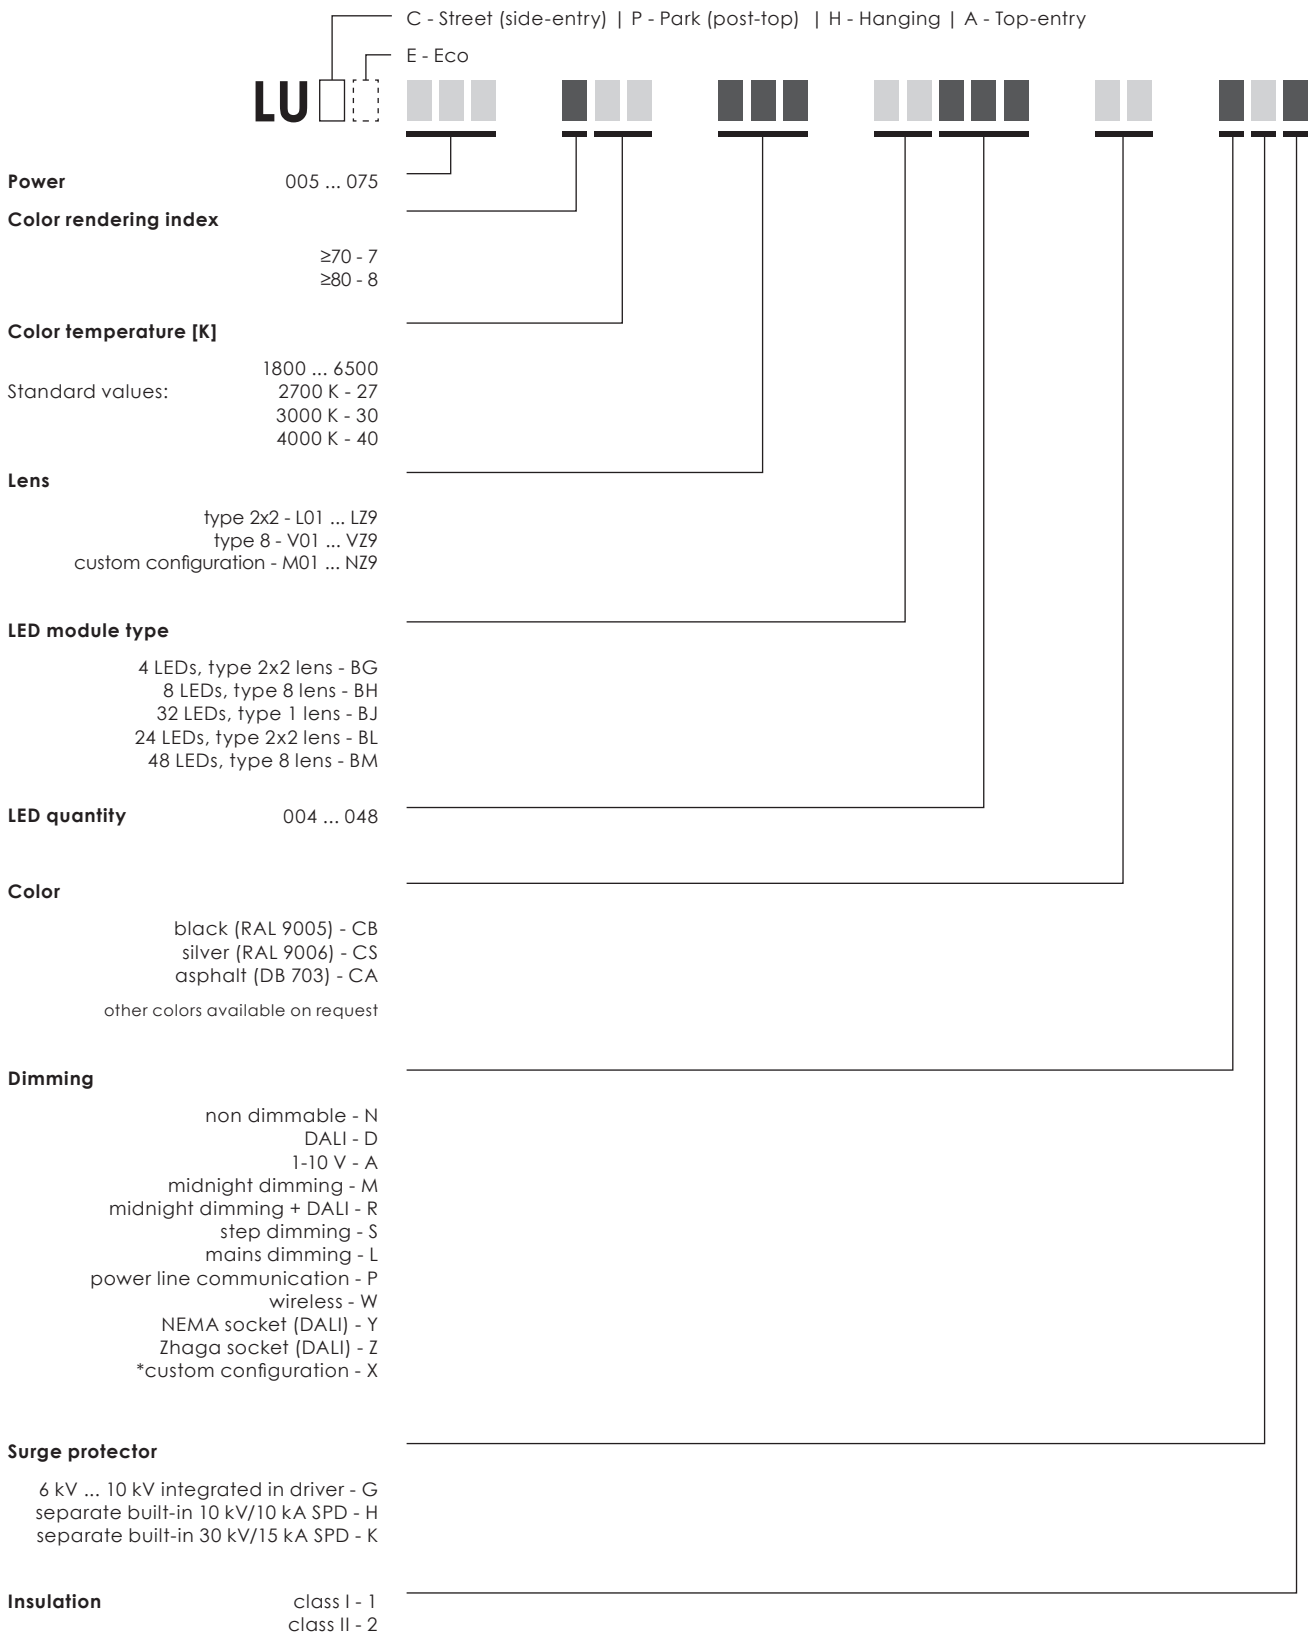 C - Street (side-entry) | P - Park (post-top) | H - Hanging | A - Top-entry
E - Eco
LU
Power 005 ... 075
Color rendering index
≥70 - 7
≥80 - 8
Color temperature [K]
1800 ... 6500
Standard values: 2700 K - 27
3000 K - 30
4000 K - 40
Lens
type 2x2 - L01 ... LZ9
type 8 - V01 ... VZ9
custom configuration - M01 ... NZ9
LED module type
4 LEDs, type 2x2 lens - BG
8 LEDs, type 8 lens - BH
32 LEDs, type 1 lens - BJ
24 LEDs, type 2x2 lens - BL
48 LEDs, type 8 lens - BM
LED quantity 004 ... 048
Color
black (RAL 9005) - CB
silver (RAL 9006) - CS
asphalt (DB 703) - CA
other colors available on request
Dimming
non dimmable - N
DALI - D
1-10 V - A
midnight dimming - M
midnight dimming + DALI - R
step dimming - S
mains dimming - L
power line communication - P
wireless - W
NEMA socket (DALI) - Y
Zhaga socket (DALI) - Z
*custom configuration - X
Surge protector
6 kV ... 10 kV integrated in driver - G
separate built-in 10 kV/10 kA SPD - H
separate built-in 30 kV/15 kA SPD - K
Insulation class I - 1
class II - 2